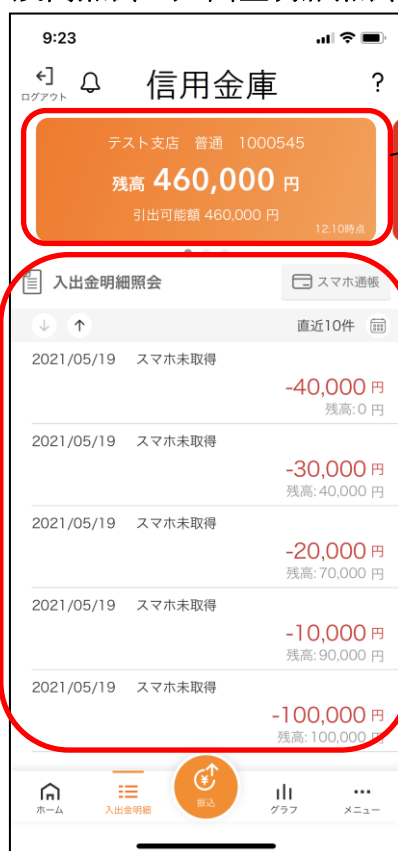 9:23
ログアウト
信用金庫
?
テスト支店 普通 1000545
残高 460,000 円
引出可能額 460,000 円
12:10時点
入出金明細照会
スマホ通帳
↓ ↑ 直近10件
2021/05/19 スマホ未取得
-40,000 円
残高:0 円
2021/05/19 スマホ未取得
-30,000 円
残高:40,000 円
2021/05/19 スマホ未取得
-20,000 円
残高:70,000 円
2021/05/19 スマホ未取得
-10,000 円
残高:90,000 円
2021/05/19 スマホ未取得
-100,000 円
残高:100,000 円
ホーム 入出金明細 振込 グラフ メニュー